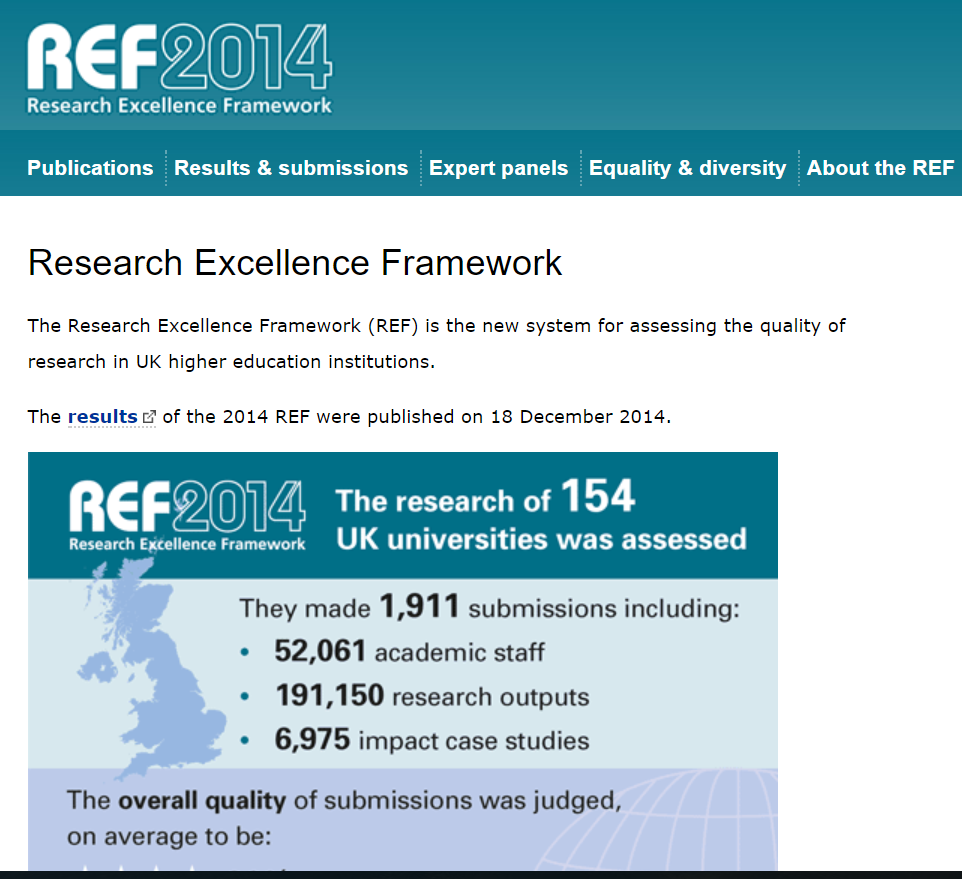 REF2014
Research Excellence Framework
Publications Results & submissions Expert panels Equality & diversity About the REF
Research Excellence Framework
The Research Excellence Framework (REF) is the new system for assessing the quality of
research in UK higher education institutions.
The results of the 2014 REF were published on 18 December 2014.
REF2014
Research Excellence Framework
The research of 154
UK universities was assessed
They made 1,911 submissions including:
• 52,061 academic staff
• 191,150 research outputs
• 6,975 impact case studies
The overall quality of submissions was judged,
on average to be: